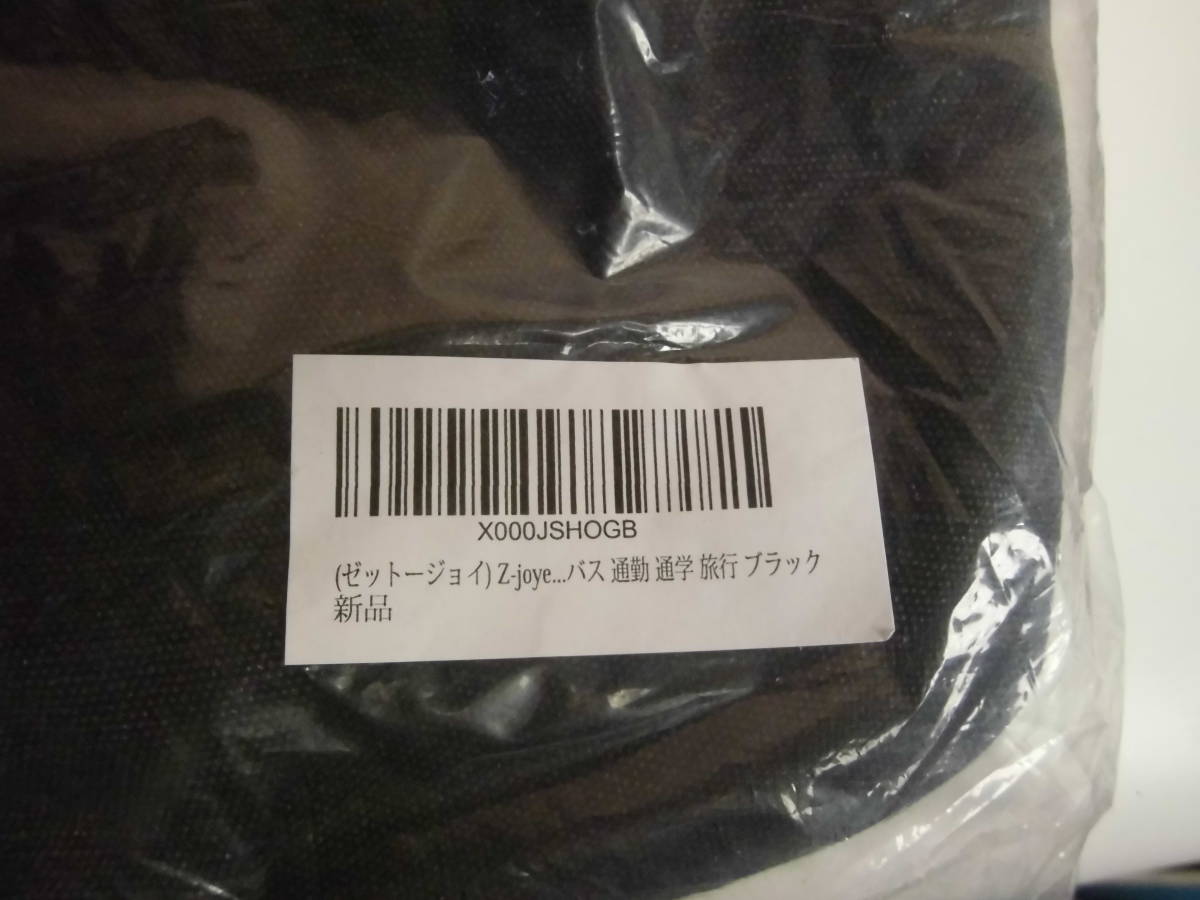 X000JSHOGB
(ゼットージョイ) Z-joye...バス 通勤 通学 旅行 ブラック
新品